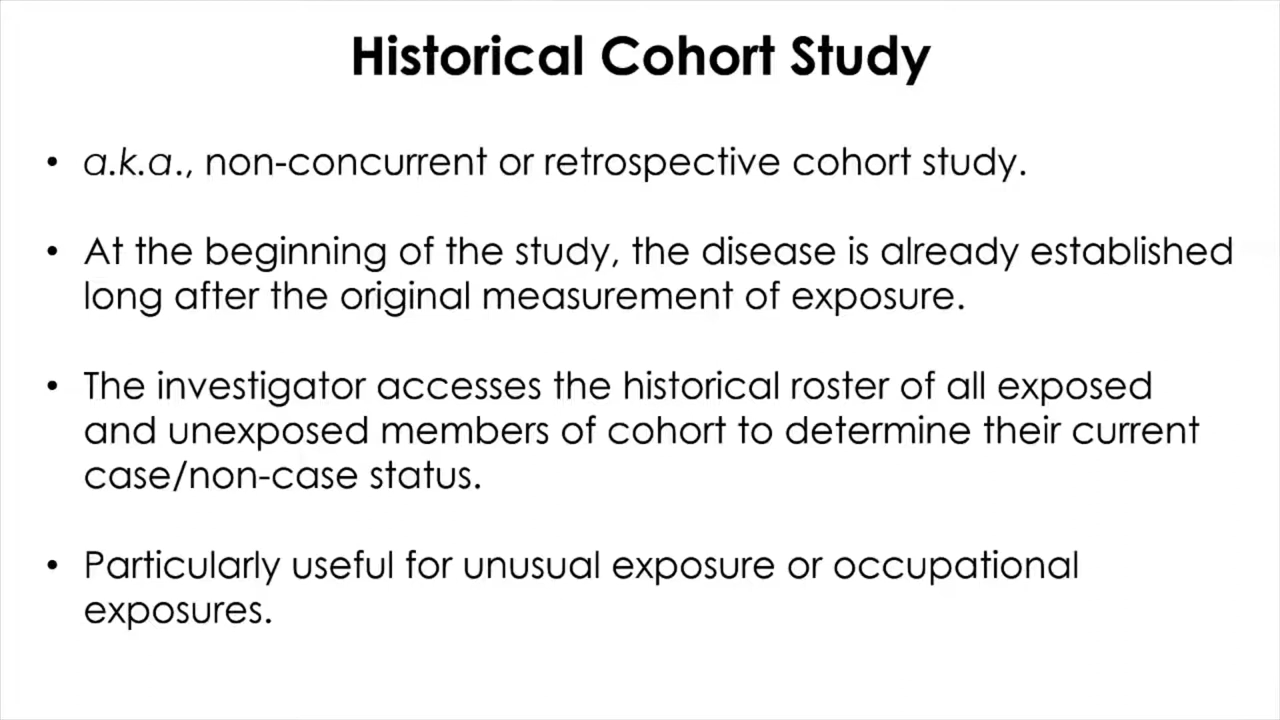 Historical Cohort Study
• a.k.a., non-concurrent or retrospective cohort study.
• At the beginning of the study, the disease is already established
long after the original measurement of exposure.
• The investigator accesses the historical roster of all exposed
and unexposed members of cohort to determine their current
case/non-case status.
• Particularly useful for unusual exposure or occupational
exposures.